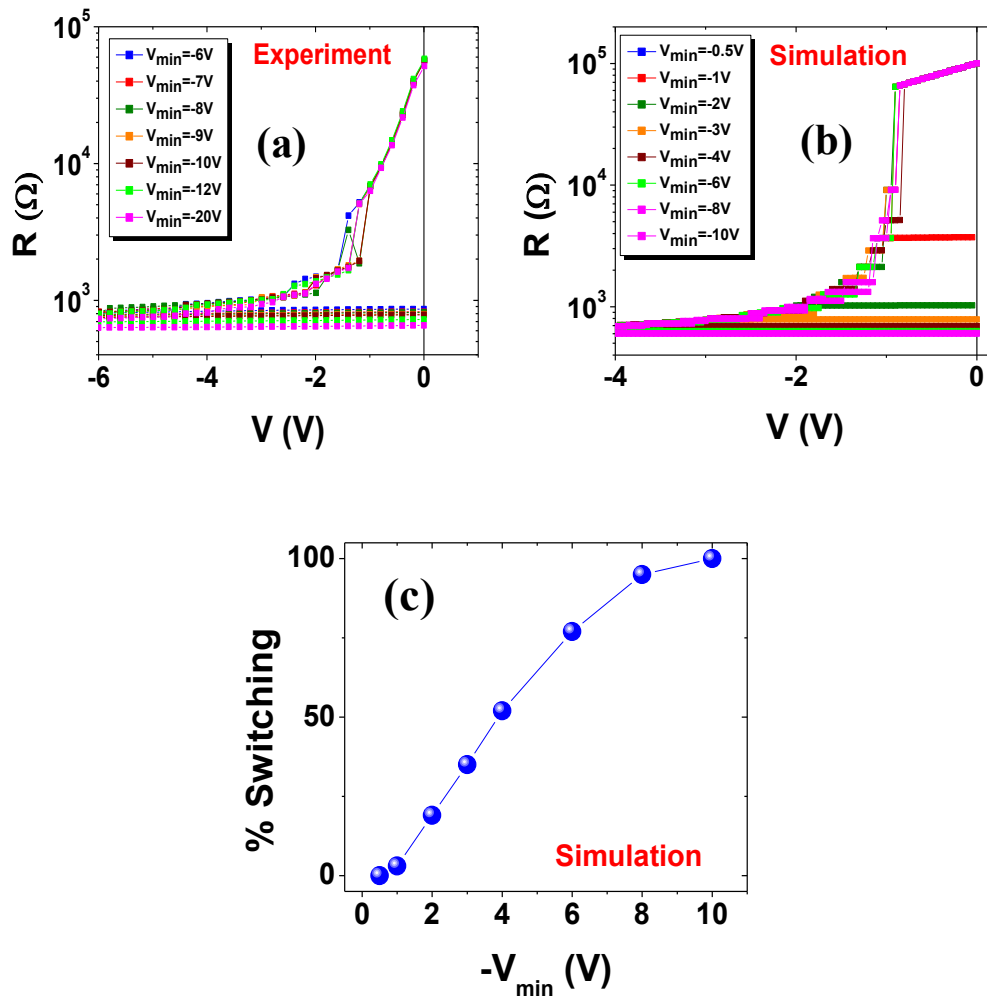 Experiment
(a)
V_min=-6V
V_min=-7V
V_min=-8V
V_min=-9V
V_min=-10V
V_min=-12V
V_min=-20V
10^5
10^4
10^3
R (Ω)
-6
-4
-2
0
V (V)
Simulation
(b)
V_min=-0.5V
V_min=-1V
V_min=-2V
V_min=-3V
V_min=-4V
V_min=-6V
V_min=-8V
V_min=-10V
10^5
10^4
10^3
R (Ω)
-4
-2
0
V (V)
(c)
100
50
0
% Switching
Simulation
0
2
4
6
8
10
-V_min (V)